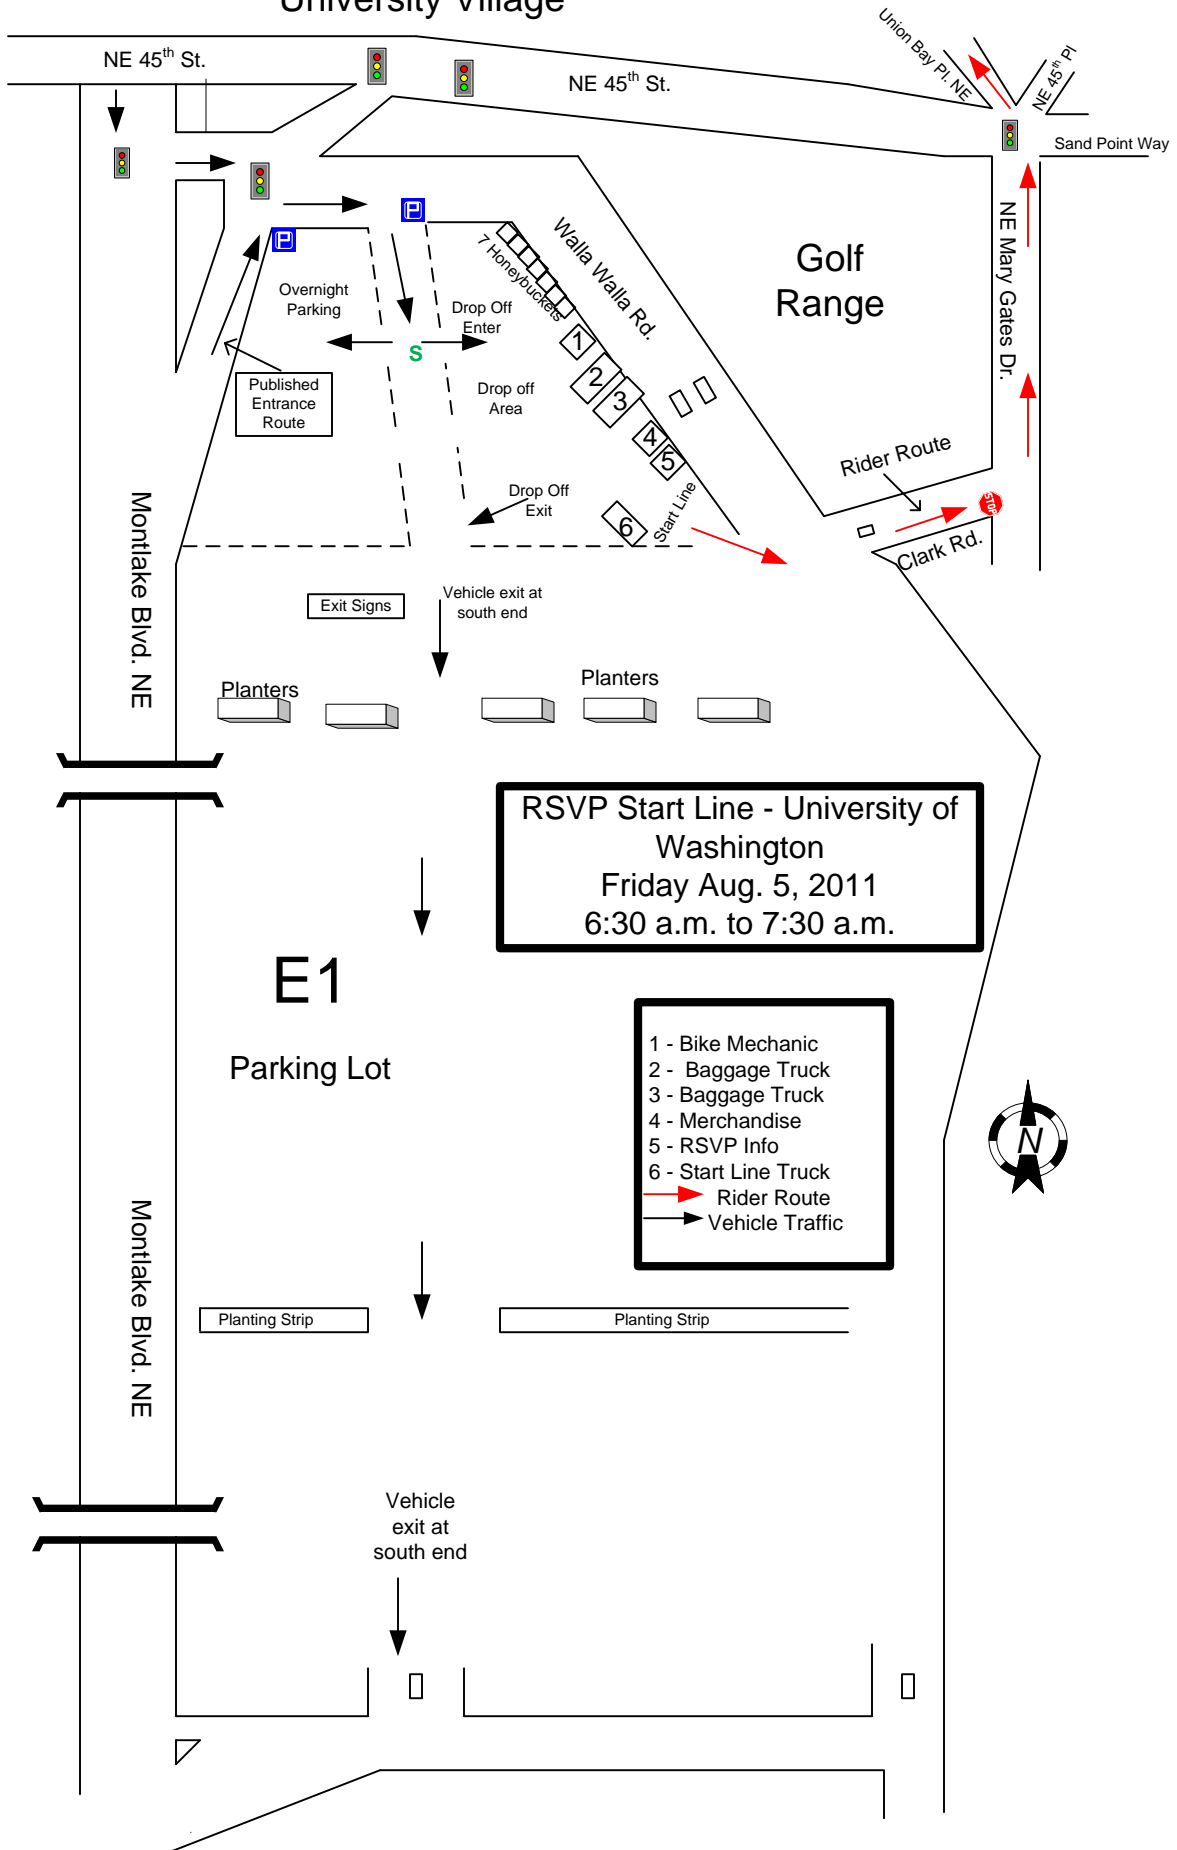 University Village
NE 45th St.
NE 45th St.
Union Bay Pl. NE
NE 45th Pl
Sand Point Way
NE Mary Gates Dr.
Golf
Range
Walla Walla Rd.
7 Honeybuckets
P
P
Overnight
Parking
Drop Off
Enter
S
Drop off
Area
Published
Entrance
Route
1
2
3
4
5
6
Drop Off
Exit
Start Line
Rider Route
STOP
Clark Rd.
Montlake Blvd. NE
Exit Signs
Vehicle exit at
south end
Planters
Planters
RSVP Start Line - University of
Washington
Friday Aug. 5, 2011
6:30 a.m. to 7:30 a.m.
E1
Parking Lot
1 - Bike Mechanic
2 - Baggage Truck
3 - Baggage Truck
4 - Merchandise
5 - RSVP Info
6 - Start Line Truck
Rider Route
Vehicle Traffic
N
Montlake Blvd. NE
Planting Strip
Planting Strip
Vehicle
exit at
south end